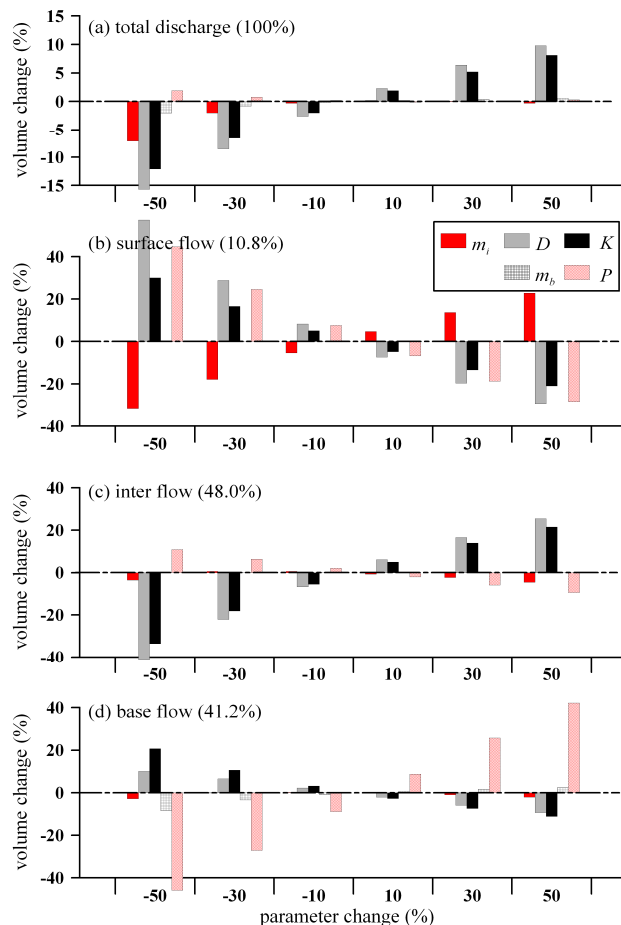 (a) total discharge (100%)
volume change (%)
15
10
5
0
-5
-10
15
-50 -30 -10 10 30 50
(b) surface flow (10.8%)
volume change (%)
40
20
0
-20
-40
-50 -30 -10 10 30 50
m_i D K
m_b P
(c) inter flow (48.0%)
volume change (%)
40
20
0
-20
-40
-50 -30 -10 10 30 50
(d) base flow (41.2%)
volume change (%)
40
20
0
-20
-40
-50 -30 -10 10 30 50
parameter change (%)